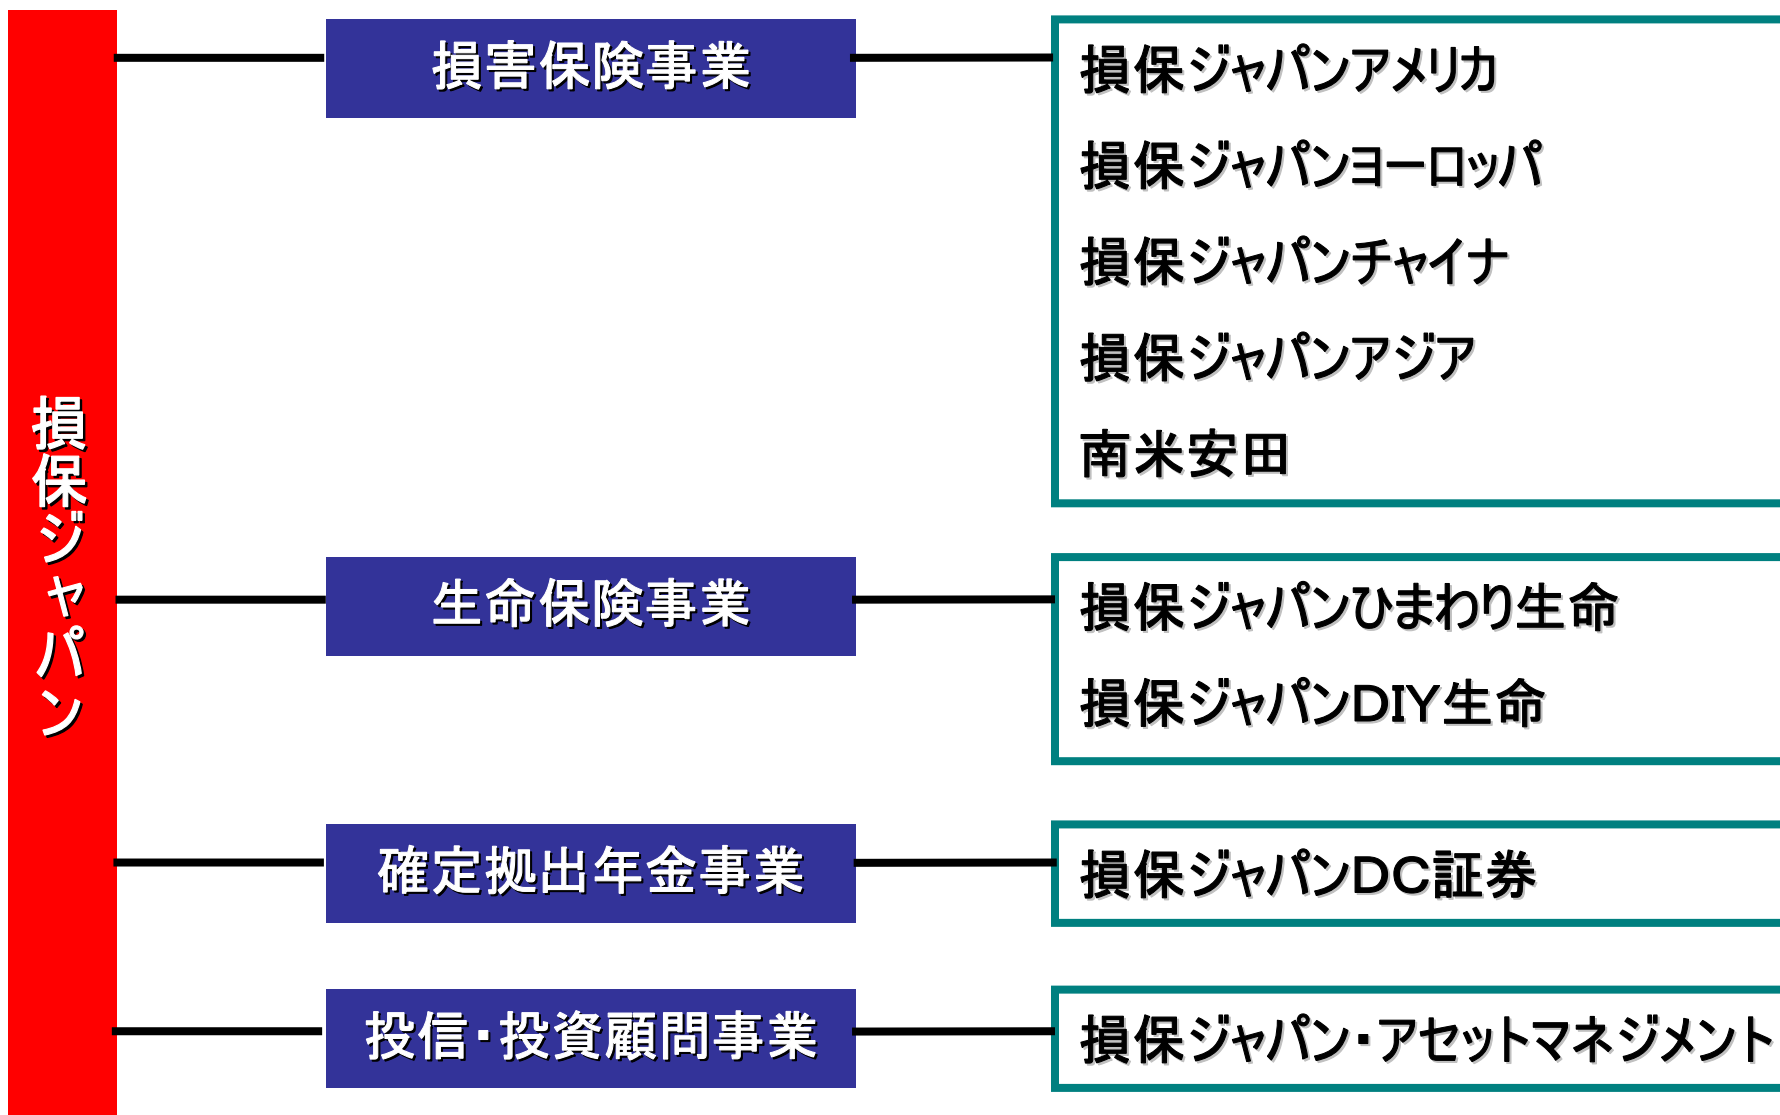 損保ジャパン
損害保険事業
損保ジャパンアメリカ
損保ジャパンヨーロッパ
損保ジャパンチャイナ
損保ジャパンアジア
南米安田
生命保険事業
損保ジャパンひまわり生命
損保ジャパンDIY生命
確定拠出年金事業
損保ジャパンDC証券
投信・投資顧問事業
損保ジャパン・アセットマネジメント